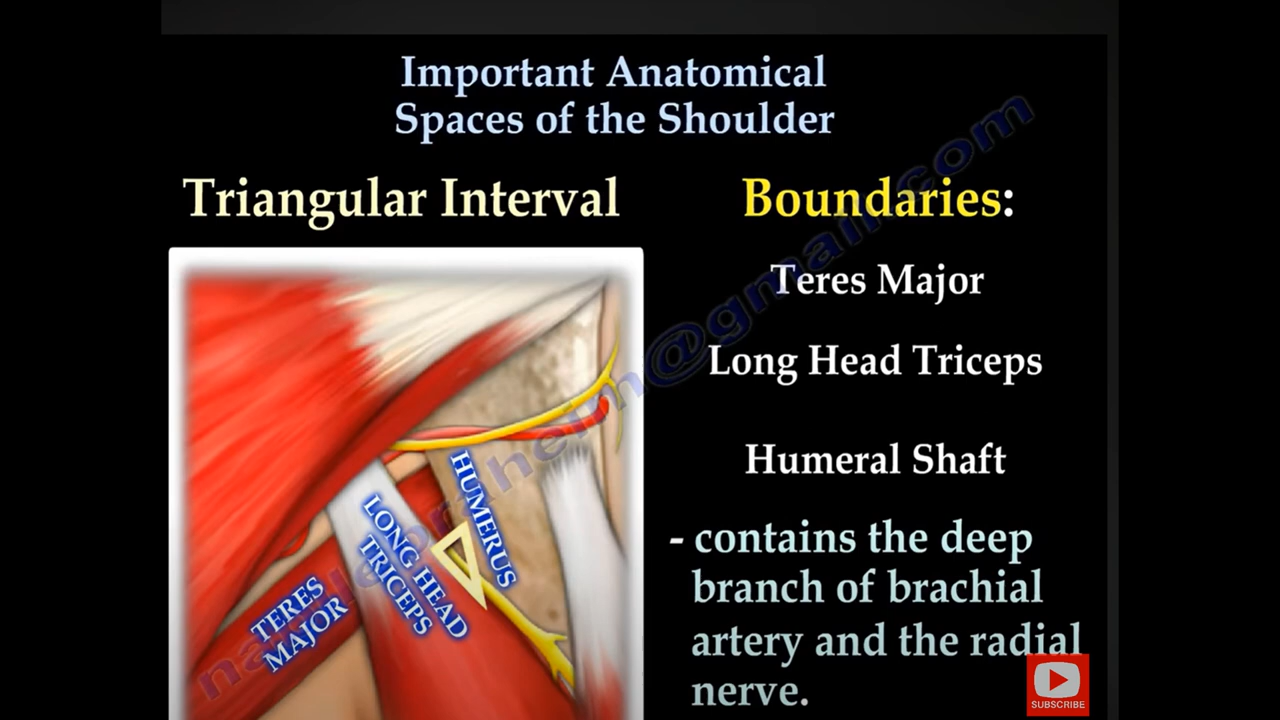 Important Anatomical
Spaces of the Shoulder
Triangular Interval
Boundaries:
Teres Major
Long Head Triceps
Humeral Shaft
- contains the deep
branch of brachial
artery and the radial
nerve.
HUMERUS
LONG HEAD
TRICEPS
TERES
MAJOR
SUBSCRIBE